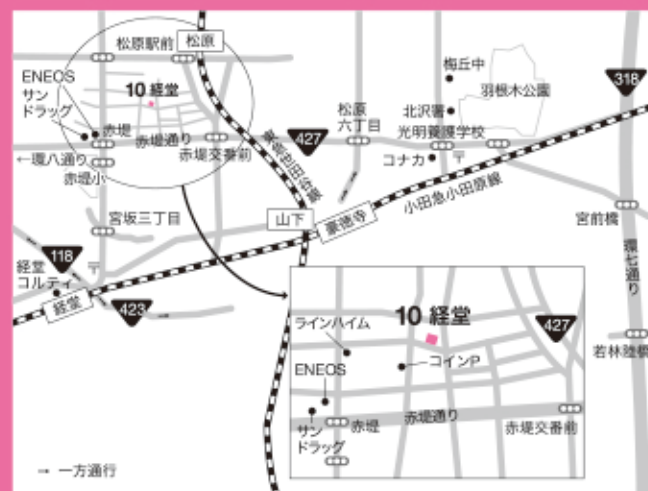 松原駅前
松原
ENEOS
サン
ドラッグ
10 経堂
赤堤
赤堤通り
赤堤交番前
←環八通り
赤堤小
宮坂三丁目
118
経堂
コルティ
〒
経堂
423
427
東急世田谷線
松原
六丁目
梅丘中
羽根木公園
北沢署
光明養護学校
コナカ
〒
318
小田急小田原線
山下
豪徳寺
宮前橋
環七通り
若林陸橋
10 経堂
427
ラインハイム
コインP
ENEOS
赤堤通り
サン
ドラッグ
赤堤
赤堤交番前
→ 一方通行